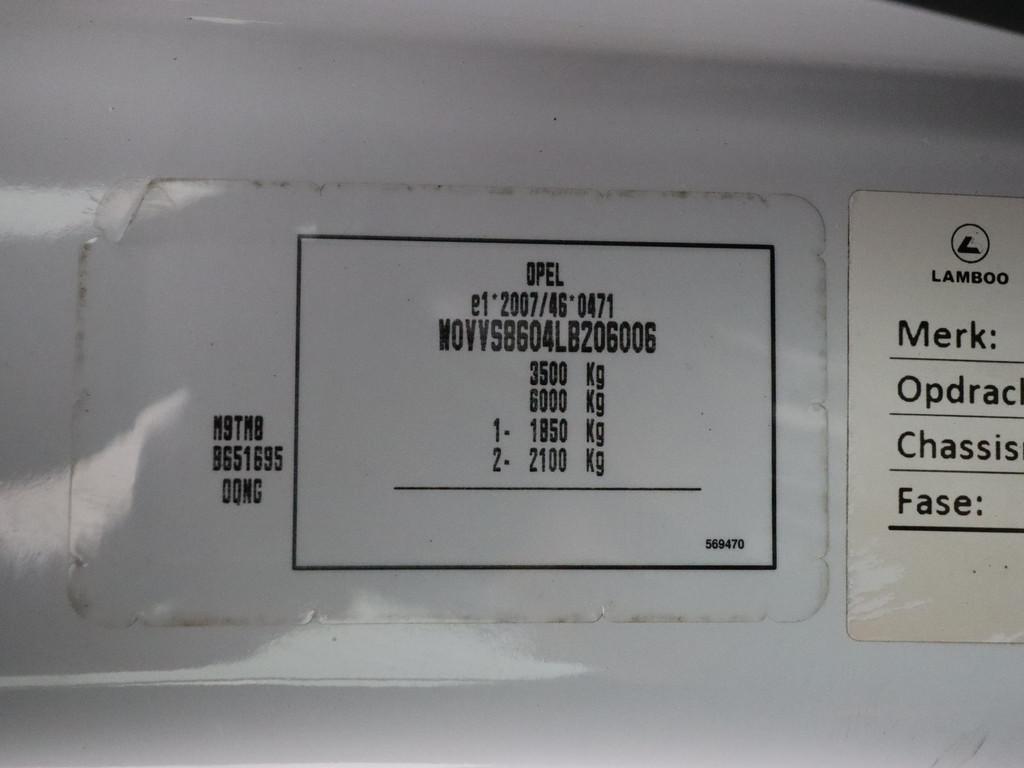 OPEL
e1*2007/46*0471
W0VVS8604LB206006
3500 Kg
6000 Kg
1- 1850 Kg
2- 2100 Kg
M9TM8
B651695
0QNG
569470
LAMBOO
Merk:
Opdrac
Chassis
Fase: